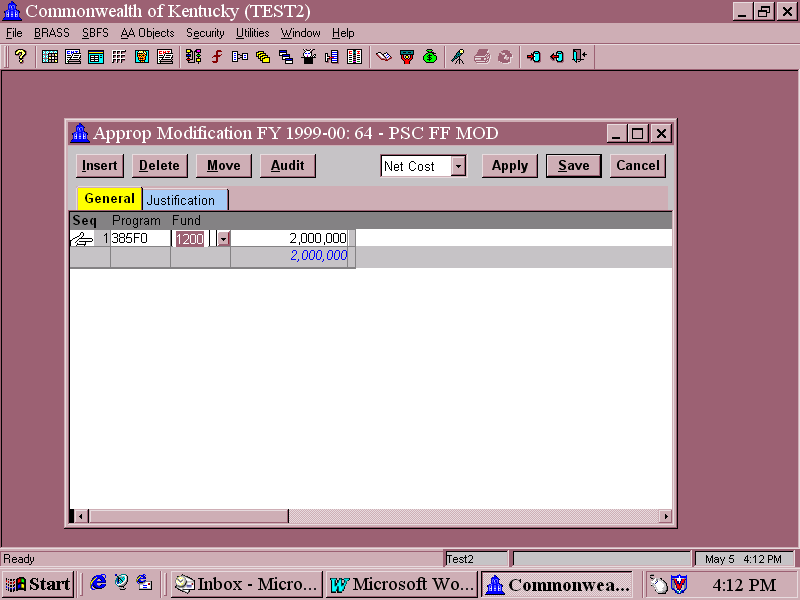 Commonwealth of Kentucky (TEST2)
File BRASS SBFS AA Objects Security Utilities Window Help
Approp Modification FY 1999-00: 64 - PSC FF MOD
Insert Delete Move Audit Net Cost Apply Save Cancel
General Justification
Seq Program Fund
1 385F0 1200 2,000,000
2,000,000
Ready Test2 May 5 4:12 PM
Start Inbox - Micro... Microsoft Wo... Commonwea... 4:12 PM